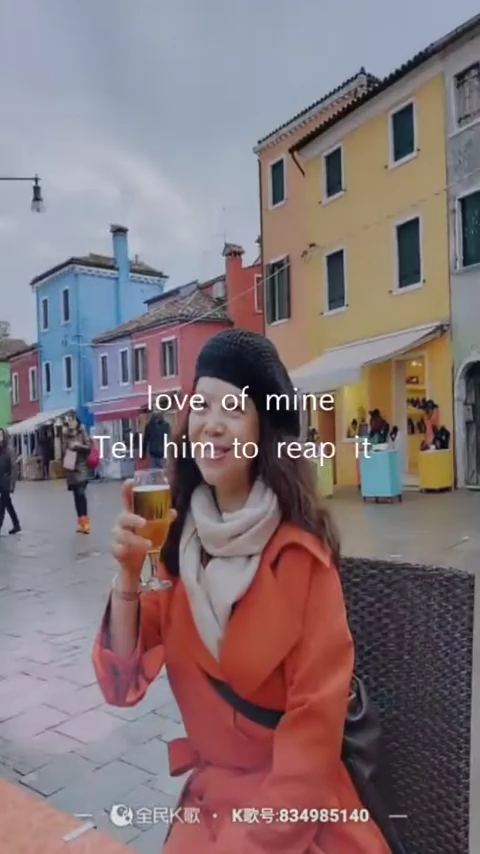 love of mine
Tell him to reap it
全民K歌 · K歌号:834985140